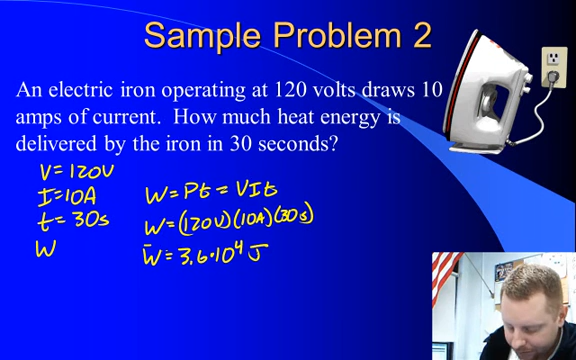 Sample Problem 2
An electric iron operating at 120 volts draws 10
amps of current. How much heat energy is
delivered by the iron in 30 seconds?
V=120V
I=10A
t=30s
W
W=Pt=VIt
W=(120V)(10A)(30s)
W=3.6·10⁴ J